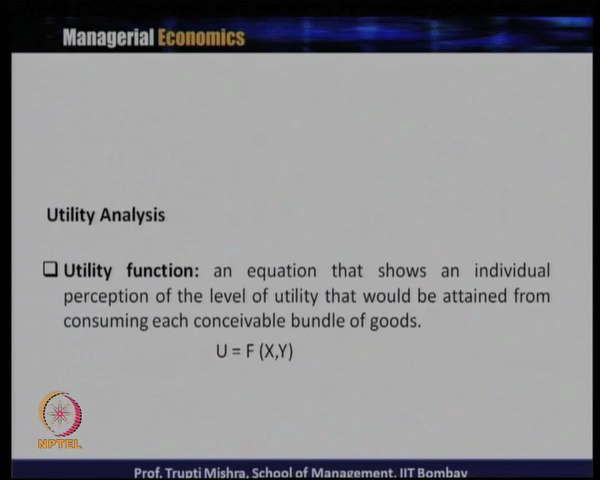 Managerial Economics
Utility Analysis
❑ Utility function: an equation that shows an individual
perception of the level of utility that would be attained from
consuming each conceivable bundle of goods.
U = F (X,Y)
NPTEL
Prof. Trupti Mishra, School of Management, IIT Bombay